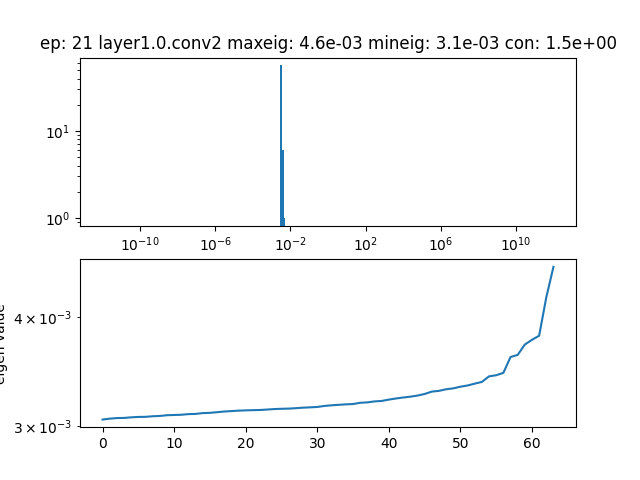 ep: 21 layer1.0.conv2 maxeig: 4.6e-03 mineig: 3.1e-03 con: 1.5e+00
10¹
10⁰
10⁻¹⁰ 10⁻⁶ 10⁻² 10² 10⁶ 10¹⁰
eigen value
4 × 10⁻³
3 × 10⁻³
0 10 20 30 40 50 60